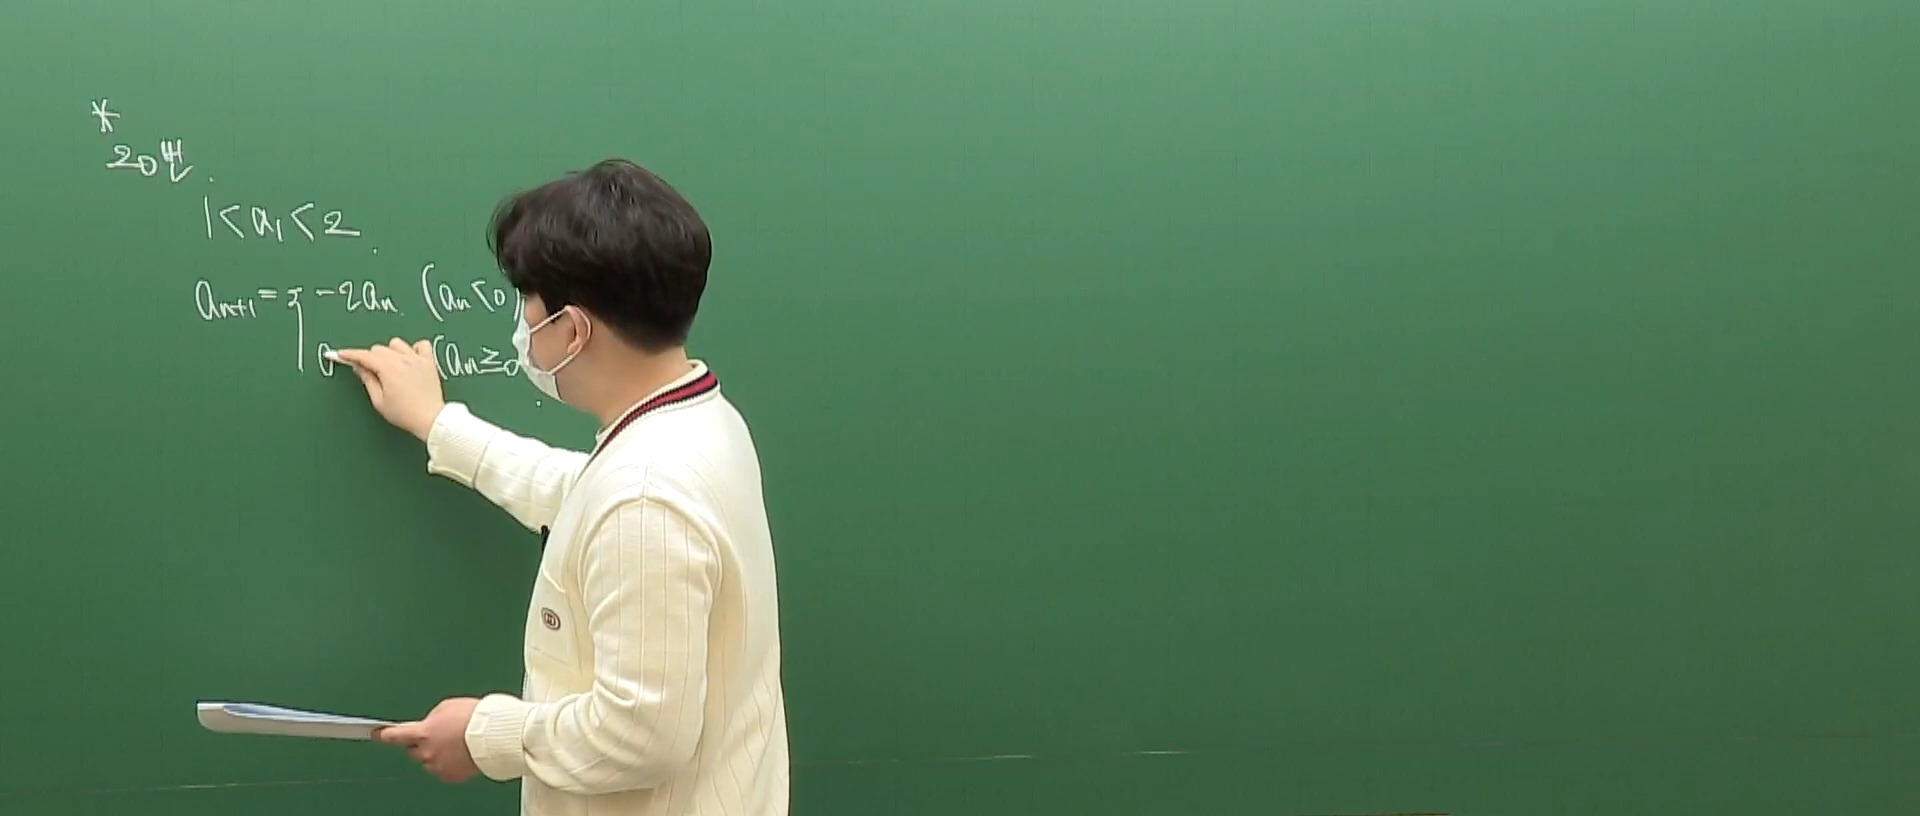 *
20번.
1<a₁<2.
aₙ₊₁={-2aₙ. (aₙ<0)
a (aₙ≥0